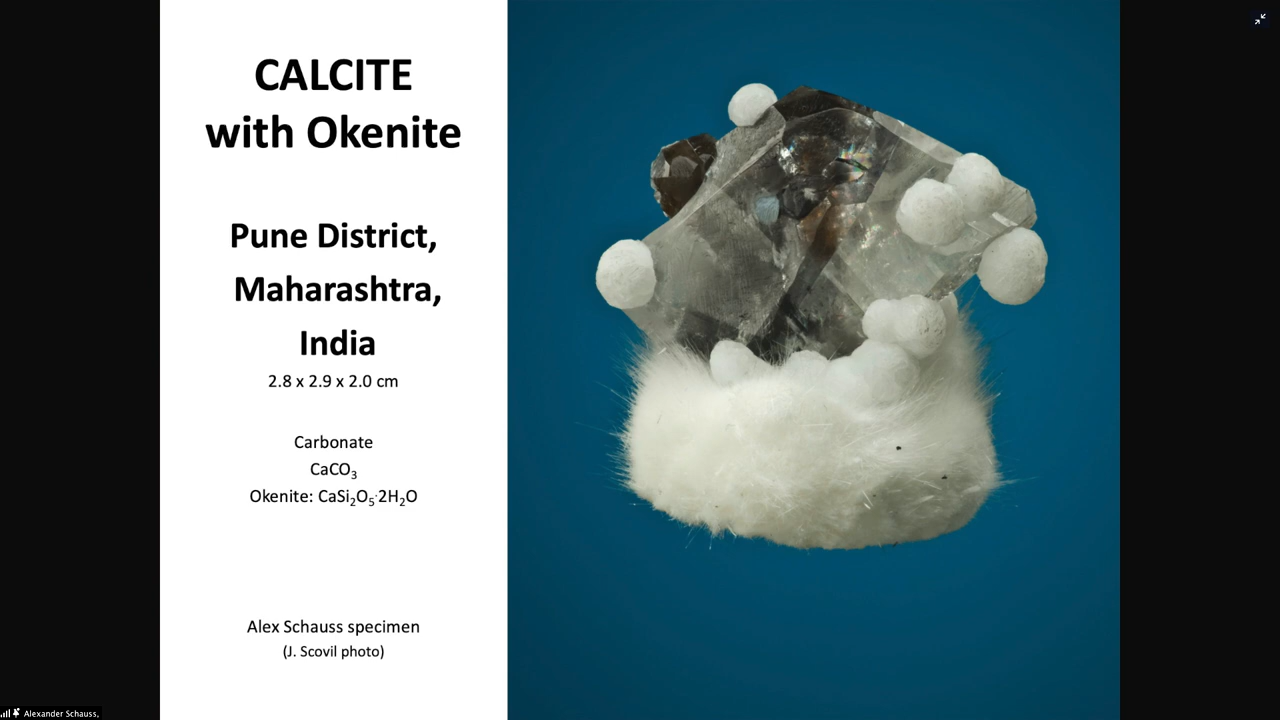 CALCITE
with Okenite
Pune District,
Maharashtra,
India
2.8 x 2.9 x 2.0 cm
Carbonate
CaCO₃
Okenite: CaSi₂O₅·2H₂O
Alex Schauss specimen
(J. Scovil photo)
Alexander Schauss,